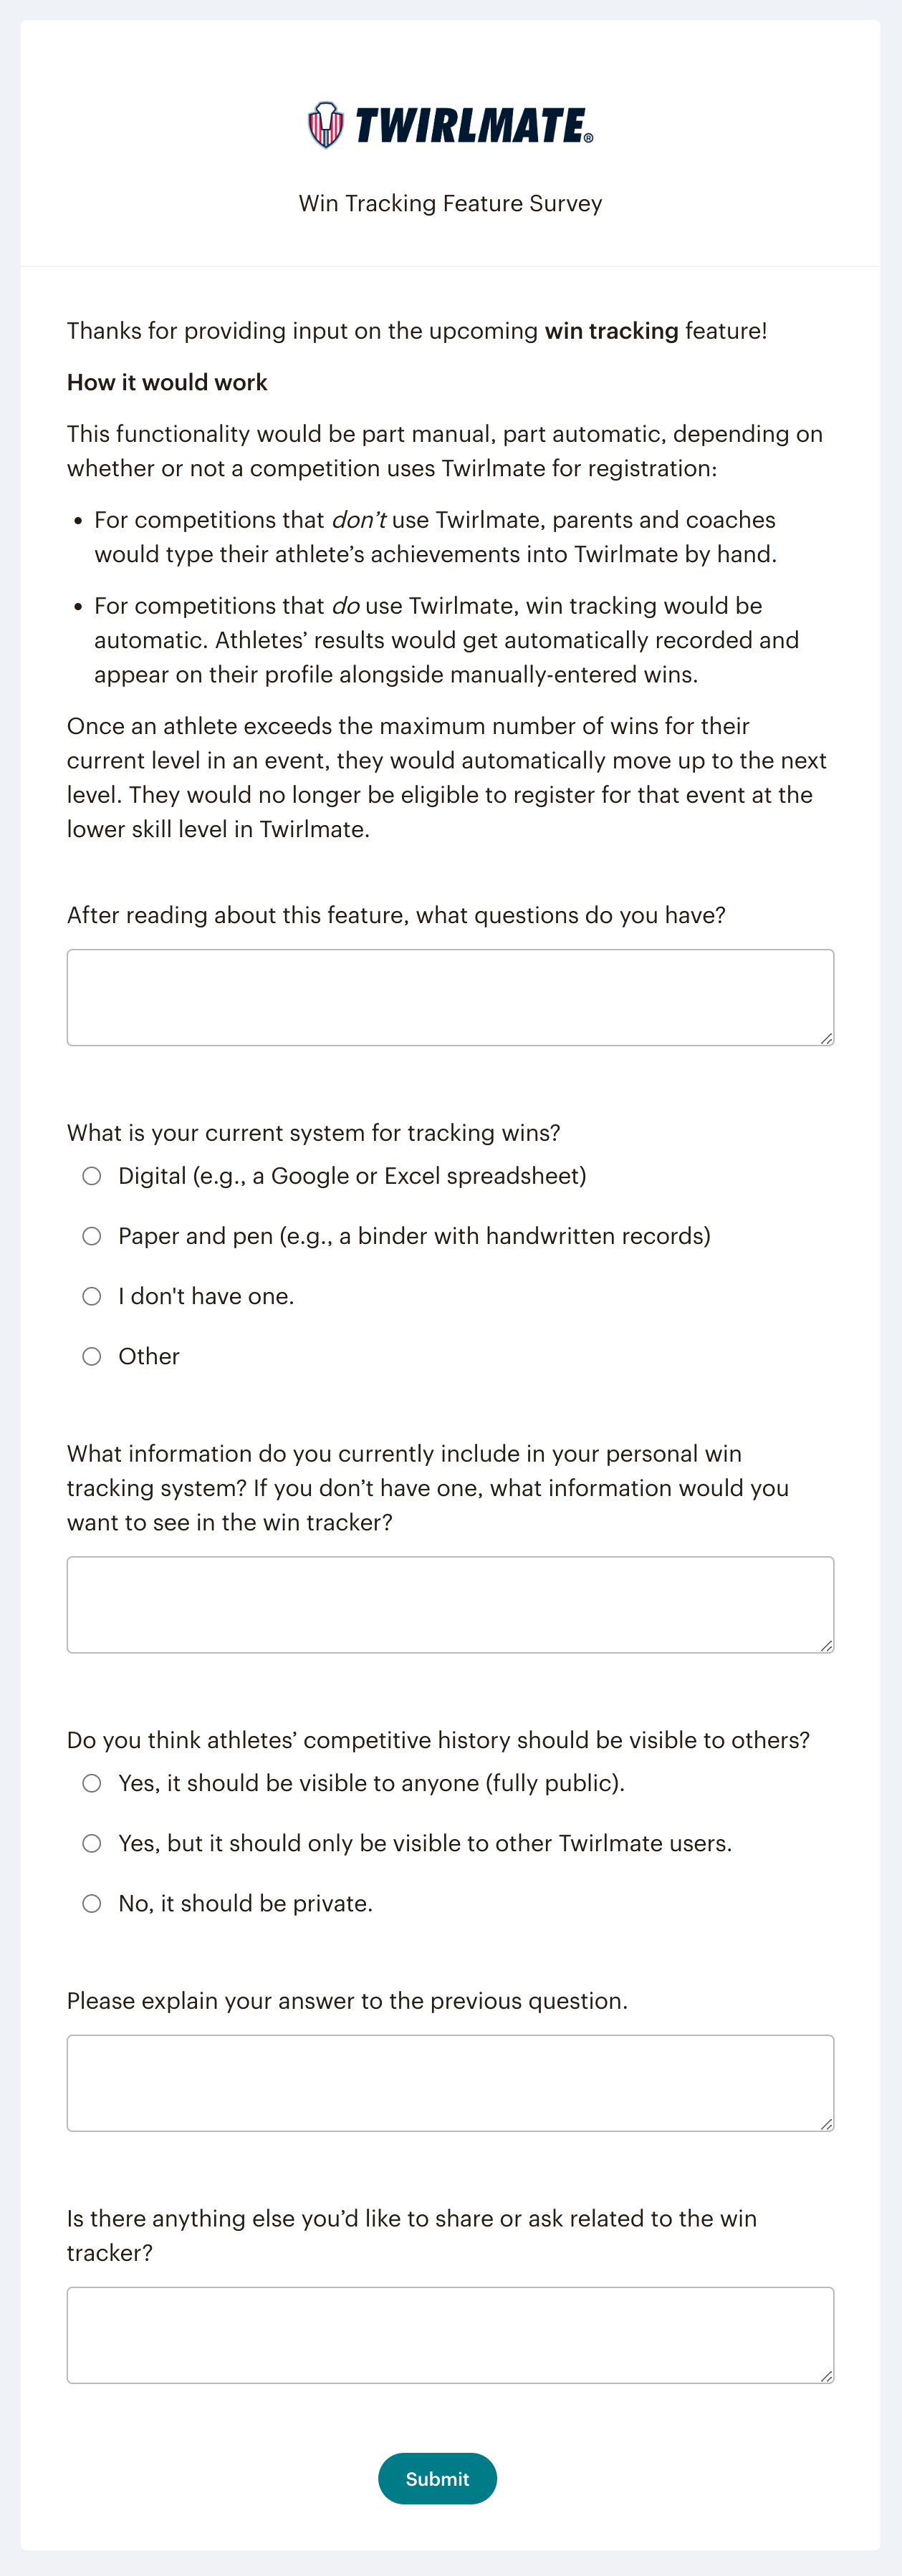 TWIRLMATE®
Win Tracking Feature Survey
Thanks for providing input on the upcoming win tracking feature!
How it would work
This functionality would be part manual, part automatic, depending on
whether or not a competition uses Twirlmate for registration:
• For competitions that don’t use Twirlmate, parents and coaches
would type their athlete’s achievements into Twirlmate by hand.
• For competitions that do use Twirlmate, win tracking would be
automatic. Athletes’ results would get automatically recorded and
appear on their profile alongside manually-entered wins.
Once an athlete exceeds the maximum number of wins for their
current level in an event, they would automatically move up to the next
level. They would no longer be eligible to register for that event at the
lower skill level in Twirlmate.
After reading about this feature, what questions do you have?
What is your current system for tracking wins?
Digital (e.g., a Google or Excel spreadsheet)
Paper and pen (e.g., a binder with handwritten records)
I don't have one.
Other
What information do you currently include in your personal win
tracking system? If you don’t have one, what information would you
want to see in the win tracker?
Do you think athletes’ competitive history should be visible to others?
Yes, it should be visible to anyone (fully public).
Yes, but it should only be visible to other Twirlmate users.
No, it should be private.
Please explain your answer to the previous question.
Is there anything else you’d like to share or ask related to the win
tracker?
Submit